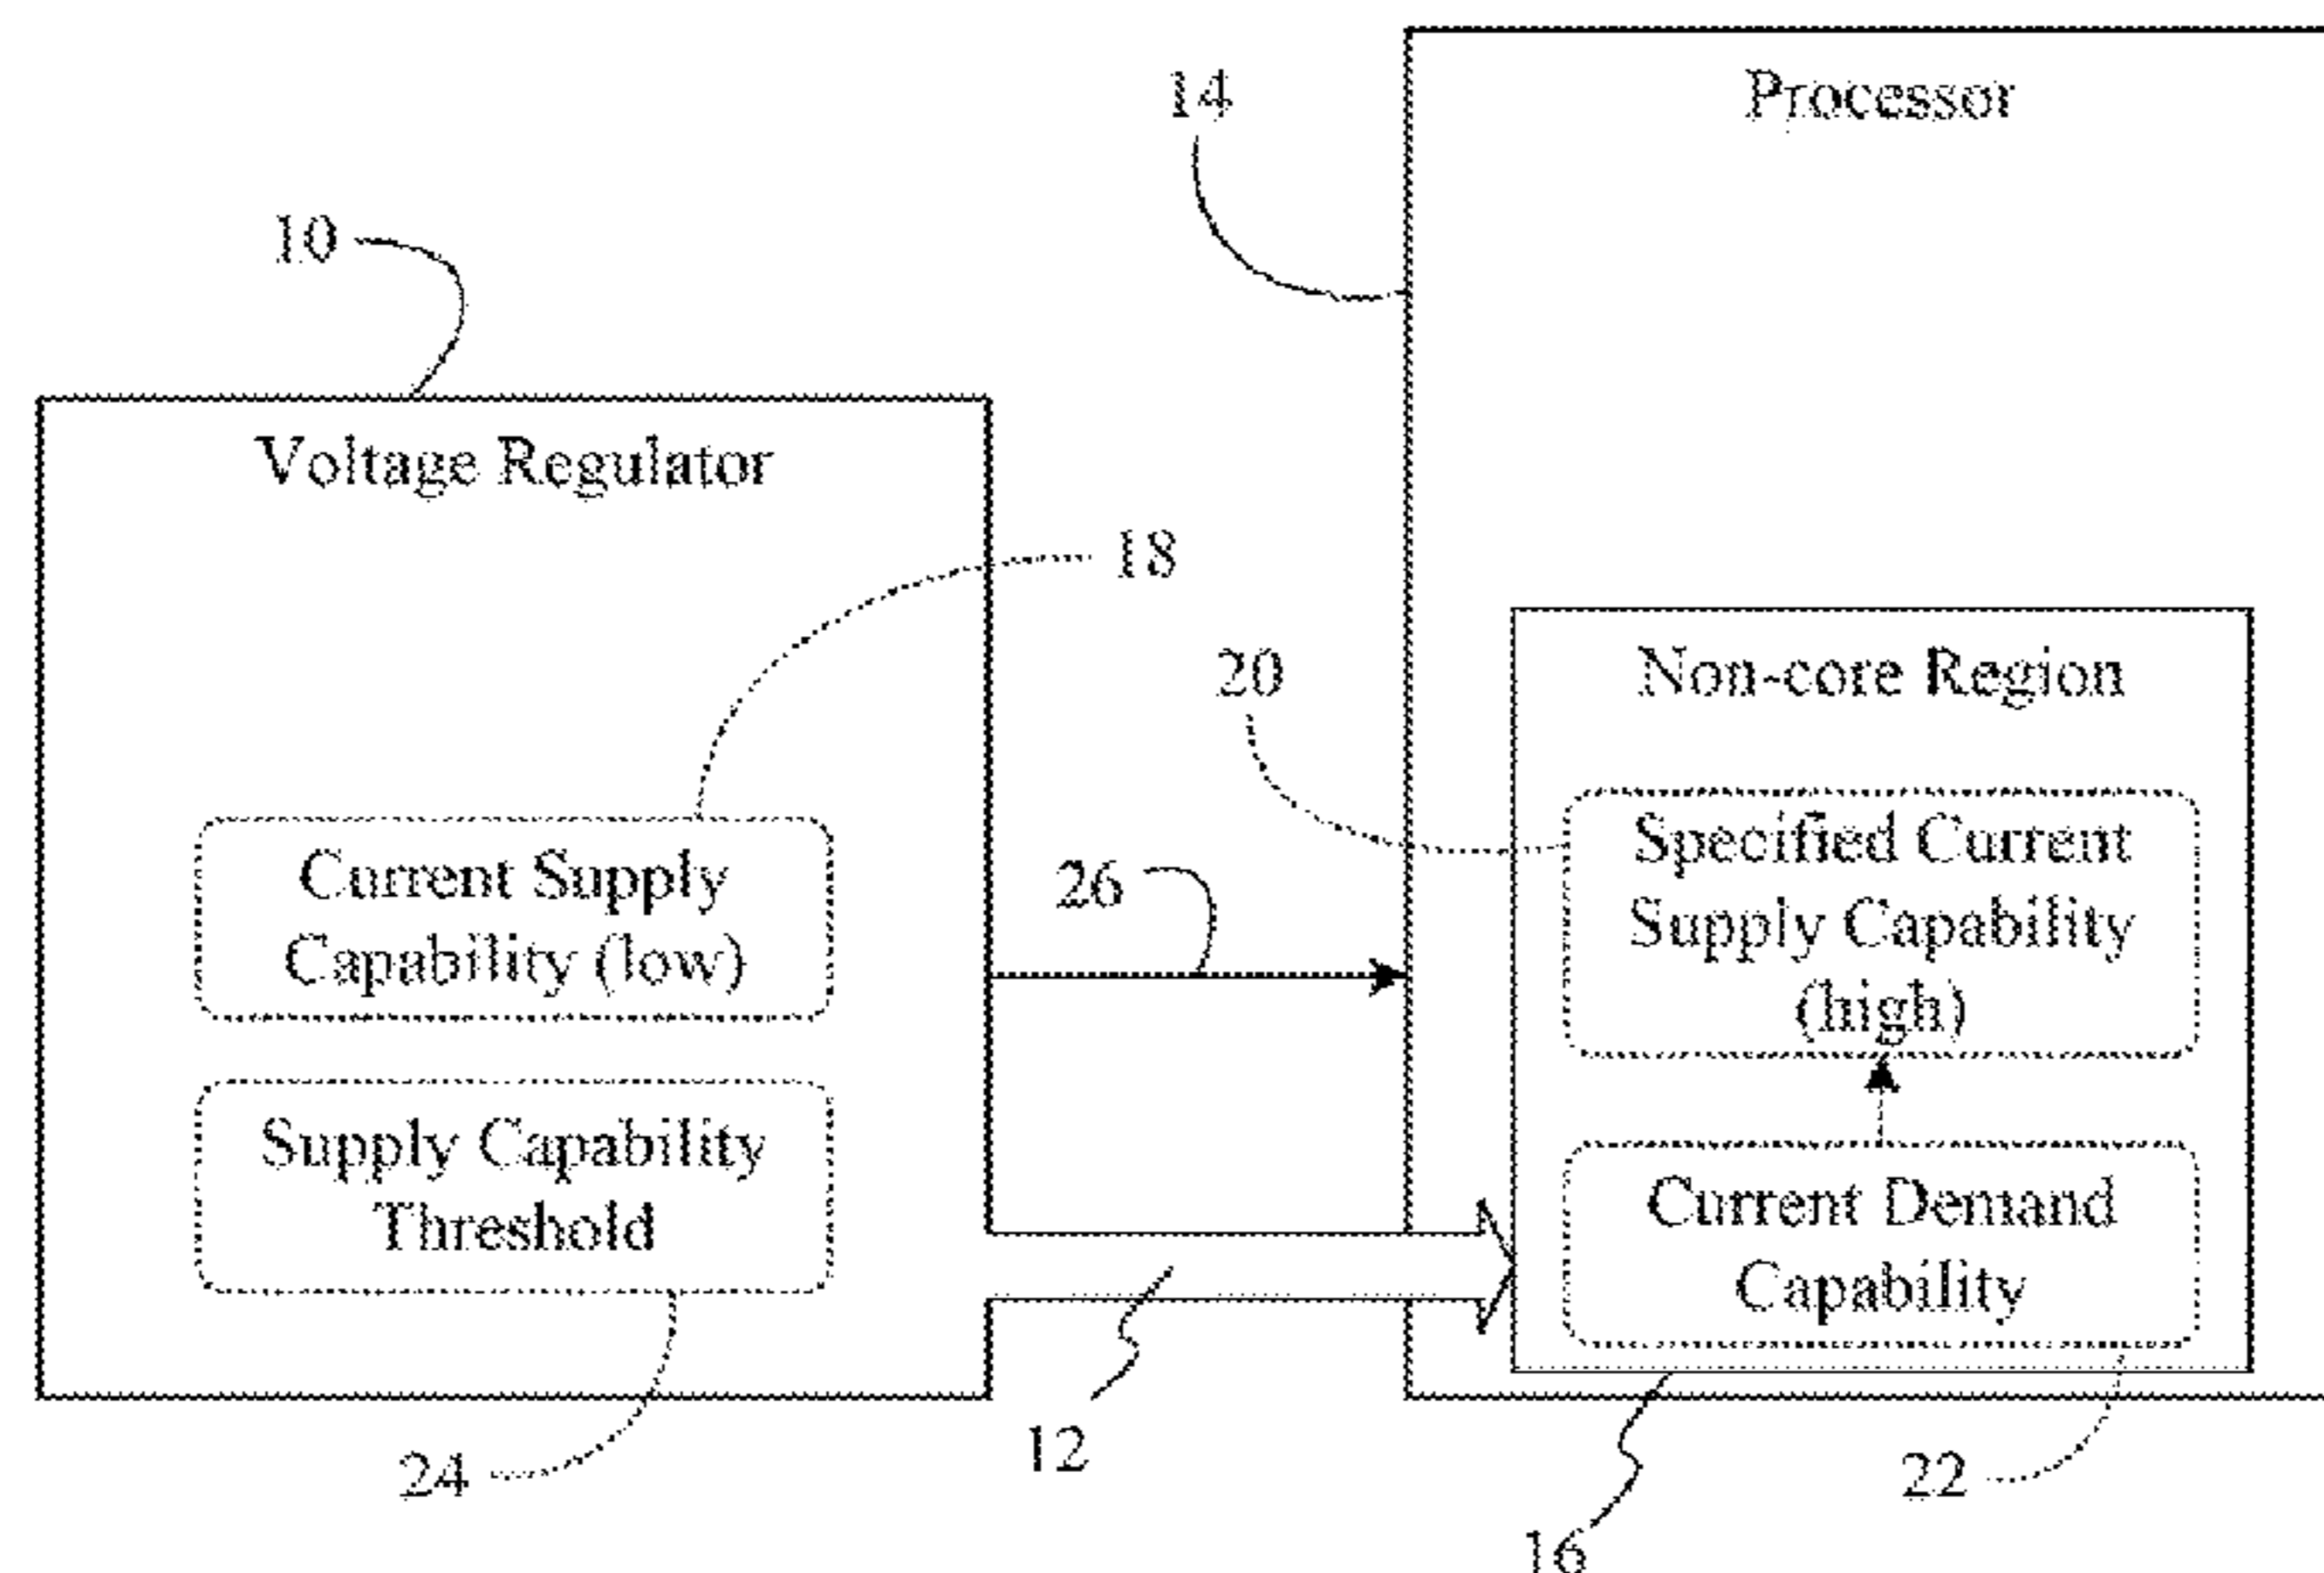 14
Processor
10
Voltage Regulator
18
20
Non-core Region
Current Supply
Capability (low)
26
Specified Current
Supply Capability
(high)
Supply Capability
Threshold
Current Demand
Capability
24
12
16
22